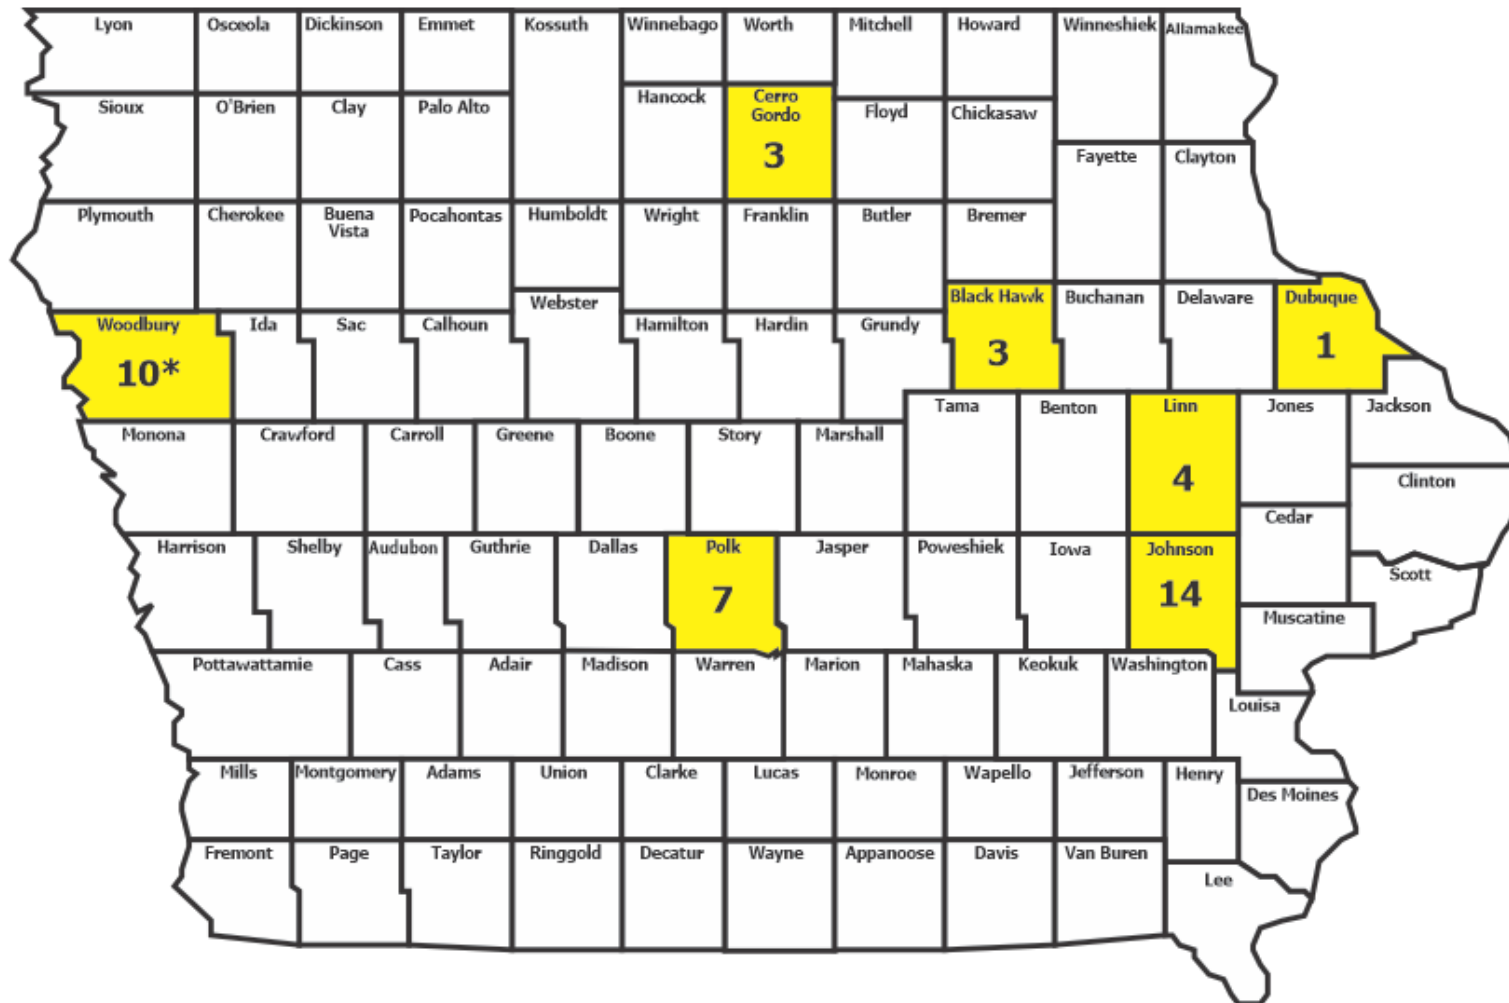 Lyon
Osceola
Dickinson
Emmet
Kossuth
Winnebago
Worth
Mitchell
Howard
Winneshiek
Allamakee
Sioux
O'Brien
Clay
Palo Alto
Hancock
Cerro
Gordo
3
Floyd
Chickasaw
Fayette
Clayton
Plymouth
Cherokee
Buena
Vista
Pocahontas
Humboldt
Wright
Franklin
Butler
Bremer
Woodbury
10*
Ida
Sac
Calhoun
Webster
Hamilton
Hardin
Grundy
Black Hawk
3
Buchanan
Delaware
Dubuque
1
Monona
Crawford
Carroll
Greene
Boone
Story
Marshall
Tama
Benton
Linn
4
Jones
Jackson
Clinton
Cedar
Harrison
Shelby
Audubon
Guthrie
Dallas
Polk
7
Jasper
Poweshiek
Iowa
Johnson
14
Scott
Muscatine
Pottawattamie
Cass
Adair
Madison
Warren
Marion
Mahaska
Keokuk
Washington
Louisa
Mills
Montgomery
Adams
Union
Clarke
Lucas
Monroe
Wapello
Jefferson
Henry
Des Moines
Fremont
Page
Taylor
Ringgold
Decatur
Wayne
Appanoose
Davis
Van Buren
Lee